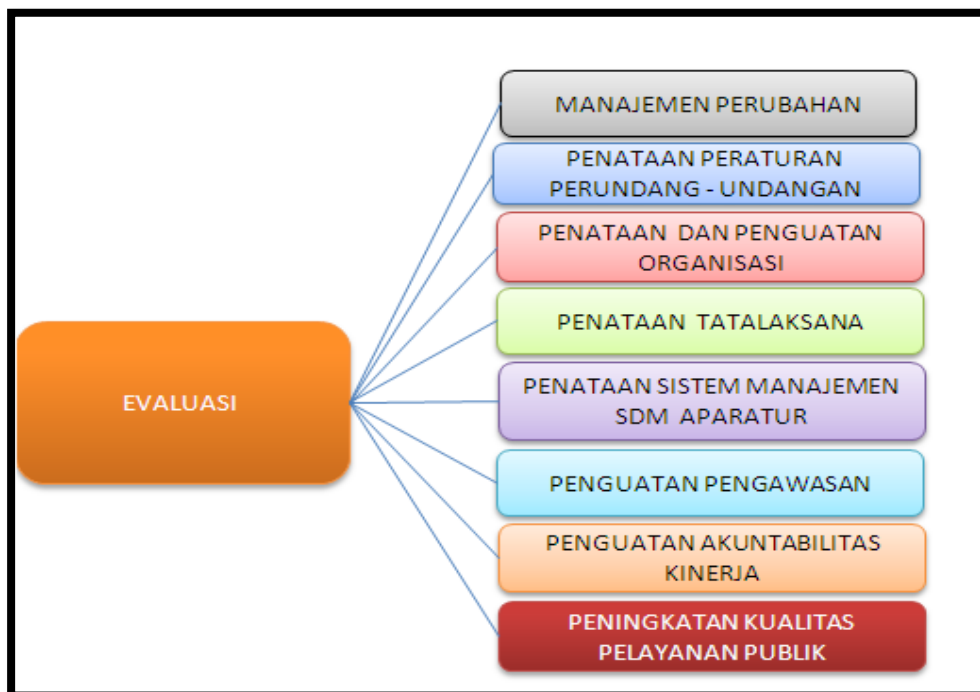 EVALUASI
MANAJEMEN PERUBAHAN
PENATAAN PERATURAN
PERUNDANG - UNDANGAN
PENATAAN DAN PENGUATAN
ORGANISASI
PENATAAN TATALAKSANA
PENATAAN SISTEM MANAJEMEN
SDM APARATUR
PENGUATAN PENGAWASAN
PENGUATAN AKUNTABILITAS
KINERJA
PENINGKATAN KUALITAS
PELAYANAN PUBLIK